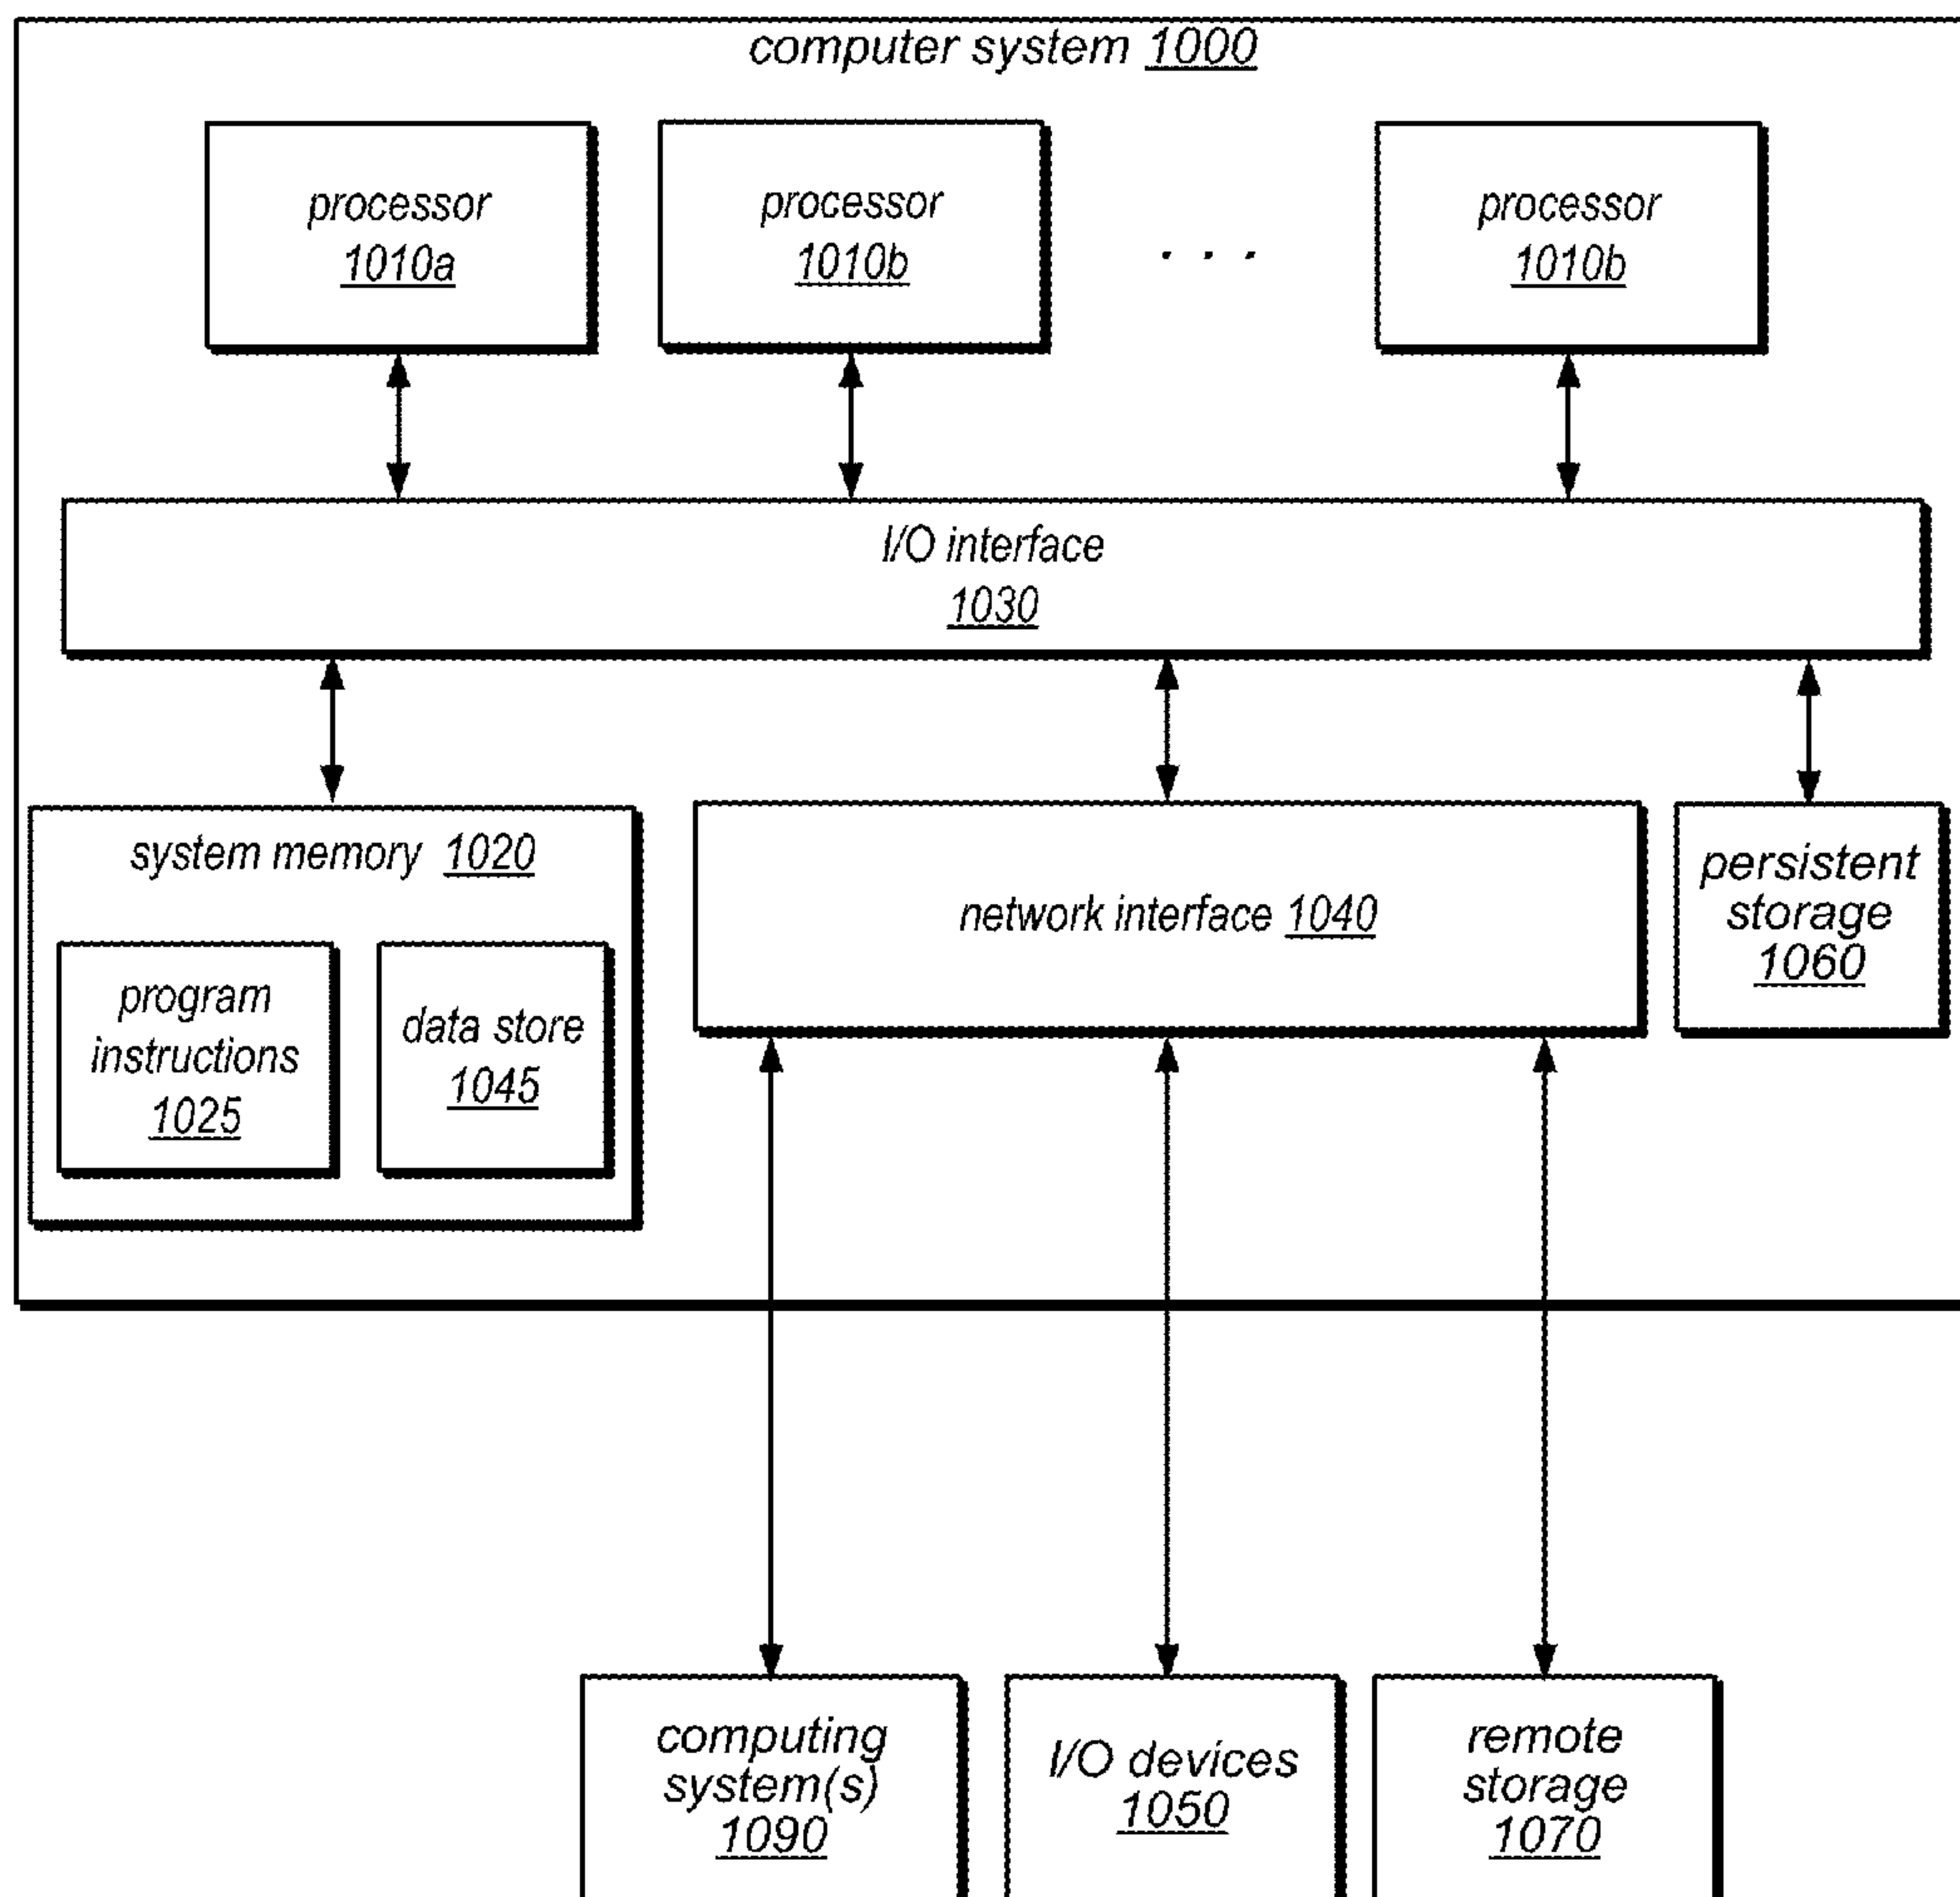 computer system 1000
processor
1010a
processor
1010b
. . .
processor
1010b
I/O interface
1030
system memory 1020
program
instructions
1025
data store
1045
network interface 1040
persistent
storage
1060
computing
system(s)
1090
I/O devices
1050
remote
storage
1070